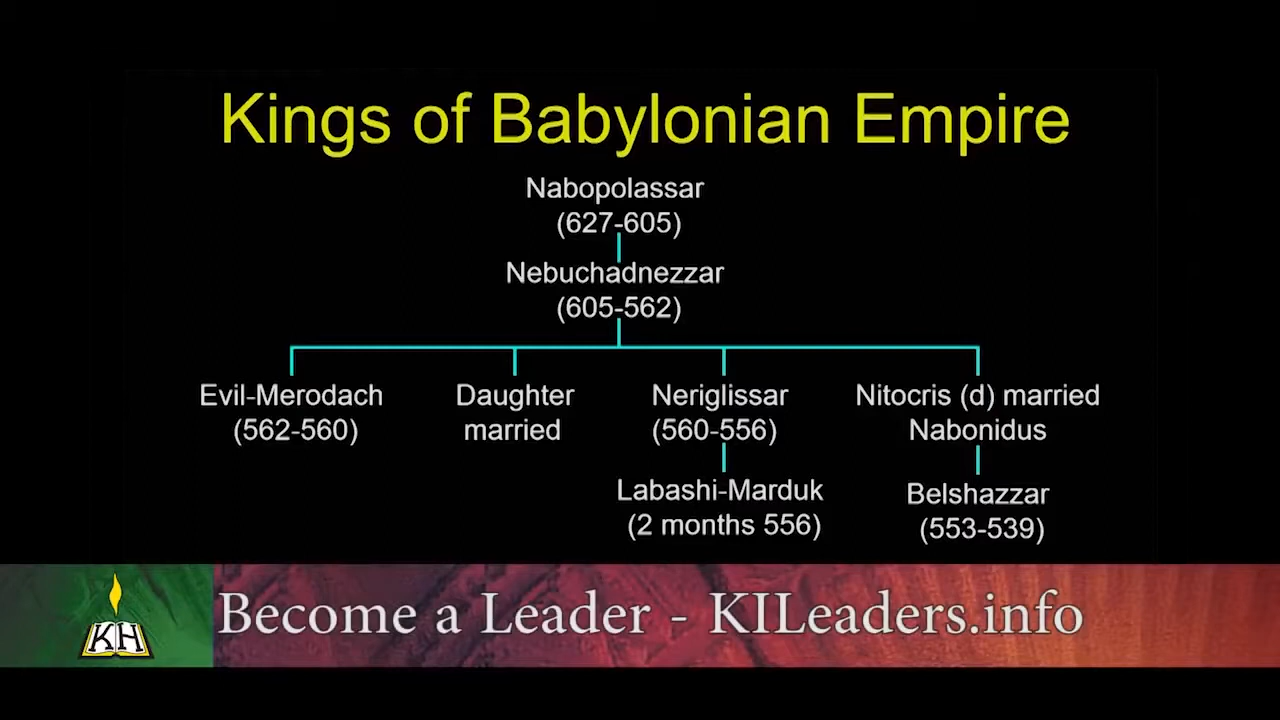 Kings of Babylonian Empire
Nabopolassar
(627-605)
Nebuchadnezzar
(605-562)
Evil-Merodach
(562-560)
Daughter
married
Neriglissar
(560-556)
Nitocris (d) married
Nabonidus
Labashi-Marduk
(2 months 556)
Belshazzar
(553-539)
KH
Become a Leader - KILeaders.info